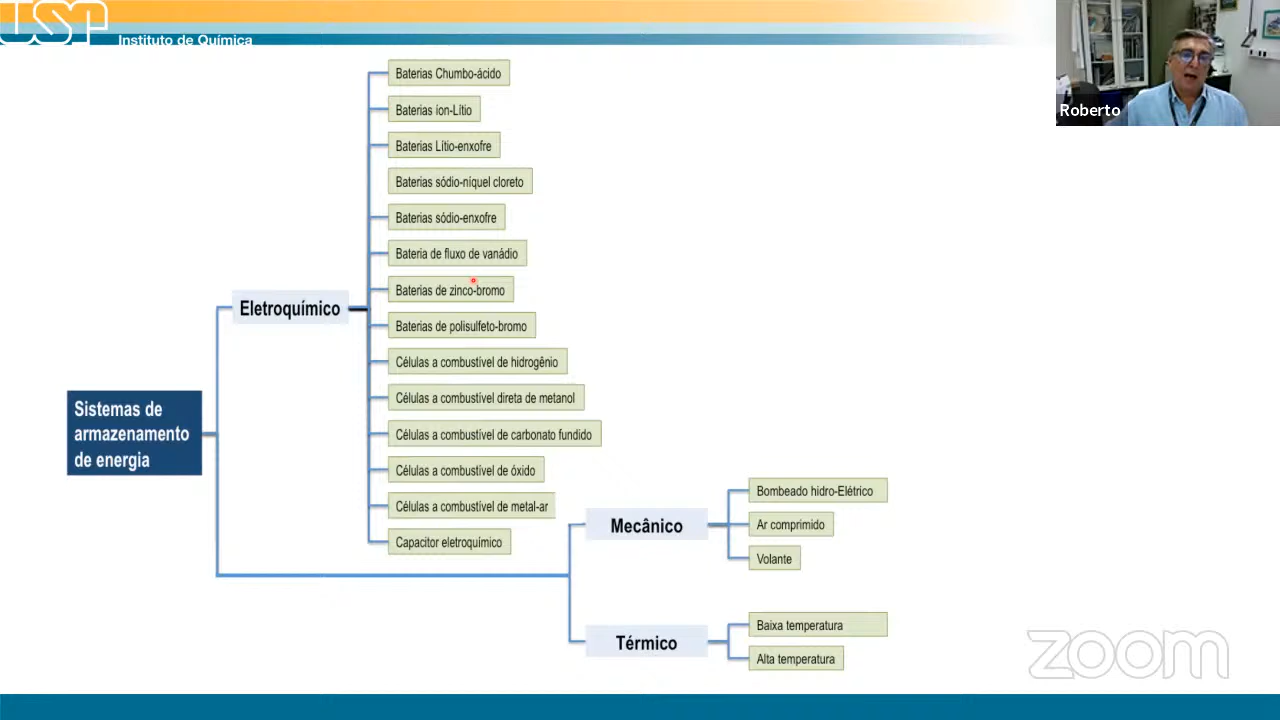 USP
Instituto de Química
Roberto
Baterias Chumbo-ácido
Baterias íon-Lítio
Baterias Lítio-enxofre
Baterias sódio-níquel cloreto
Baterias sódio-enxofre
Bateria de fluxo de vanádio
Baterias de zinco-bromo
Baterias de polisulfeto-bromo
Células a combustível de hidrogênio
Células a combustível direta de metanol
Células a combustível de carbonato fundido
Células a combustível de óxido
Células a combustível de metal-ar
Capacitor eletroquímico
Eletroquímico
Sistemas de
armazenamento
de energia
Mecânico
Bombeado hidro-Elétrico
Ar comprimido
Volante
Térmico
Baixa temperatura
Alta temperatura
zoom